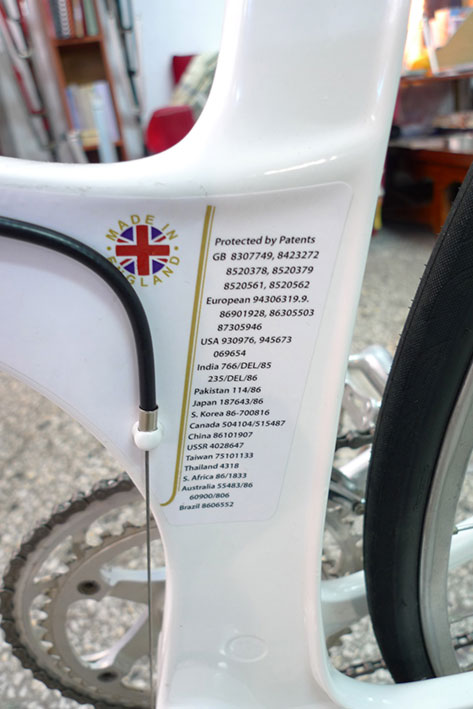 MADE IN
ENGLAND
Protected by Patents
GB 8307749, 8423272
8520378, 8520379
8520561, 8520562
European 94306319.9.
86901928, 86305503
87305946
USA 930976, 945673
069654
India 766/DEL/85
235/DEL/86
Pakistan 114/86
Japan 187643/86
S. Korea 86-700816
Canada 504104/515487
China 86101907
USSR 4028647
Taiwan 75101133
Thailand 4318
S. Africa 86/1833
Australia 55483/86
60900/806
Brazil 8606552